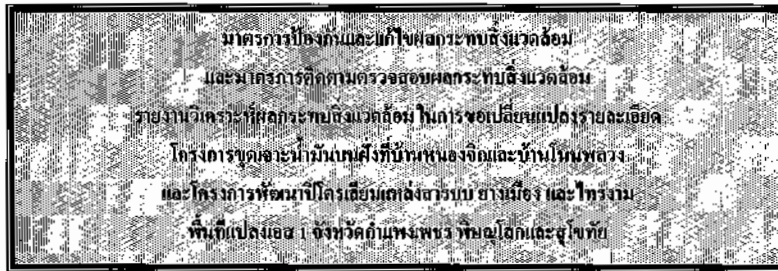 มาตรการป้องกันและแก้ไขผลกระทบสิ่งแวดล้อม
และมาตรการติดตามตรวจสอบผลกระทบสิ่งแวดล้อม
รายงานวิเคราะห์ผลกระทบสิ่งแวดล้อม ในการขอเปลี่ยนแปลงรายละเอียด
โครงการขุดเจาะน้ำมันบนฝั่งที่บ้านหนองจิกและบ้านโนนพลวง
และโครงการพัฒนาปิโตรเลียมแหล่งสารบบ ยางเมือง และไทรงาม
พื้นที่แปลงเอส 1 จังหวัดกำแพงเพชร พิษณุโลกและสุโขทัย